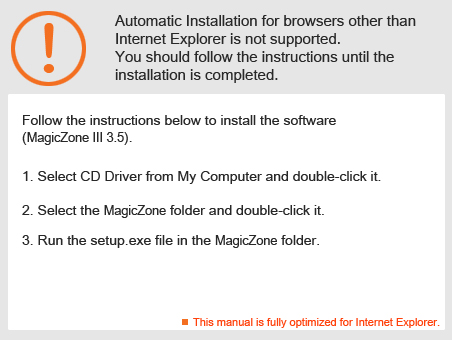 Automatic Installation for browsers other than
Internet Explorer is not supported.
You should follow the instructions until the
installation is completed.
Follow the instructions below to install the software
(MagicZone III 3.5).
1. Select CD Driver from My Computer and double-click it.
2. Select the MagicZone folder and double-click it.
3. Run the setup.exe file in the MagicZone folder.
■ This manual is fully optimized for Internet Explorer.